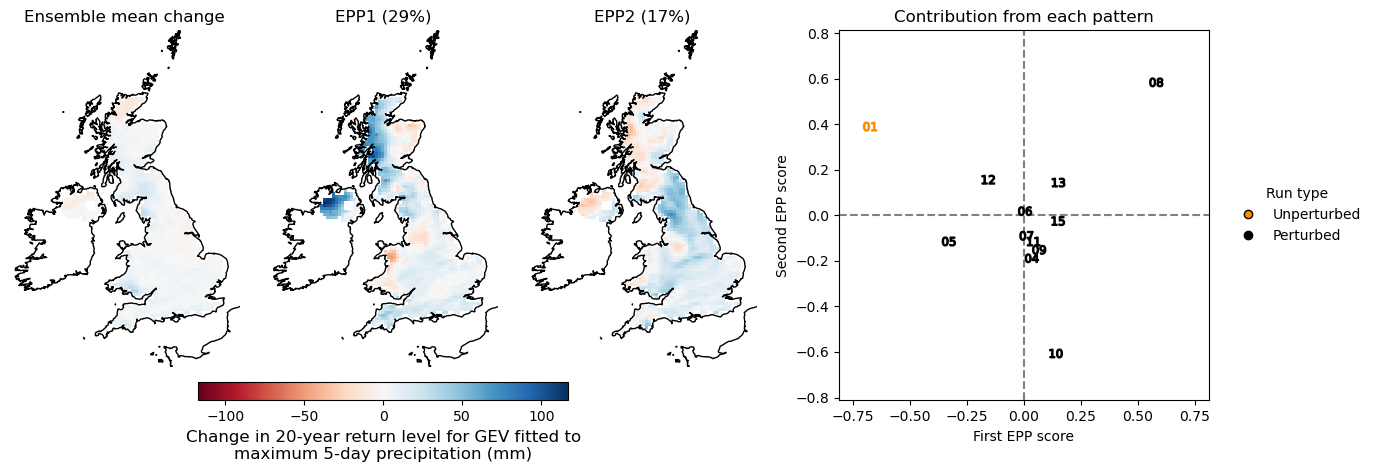 Ensemble mean change
EPP1 (29%)
EPP2 (17%)
Contribution from each pattern
−100 −50 0 50 100
Change in 20-year return level for GEV fitted to
maximum 5-day precipitation (mm)
Second EPP score
0.8
0.6
0.4
0.2
0.0
−0.2
−0.4
−0.6
−0.8
08
01
12
13
06
15
07
05
11
09
04
10
−0.75 −0.50 −0.25 0.00 0.25 0.50 0.75
First EPP score
Run type
Unperturbed
Perturbed